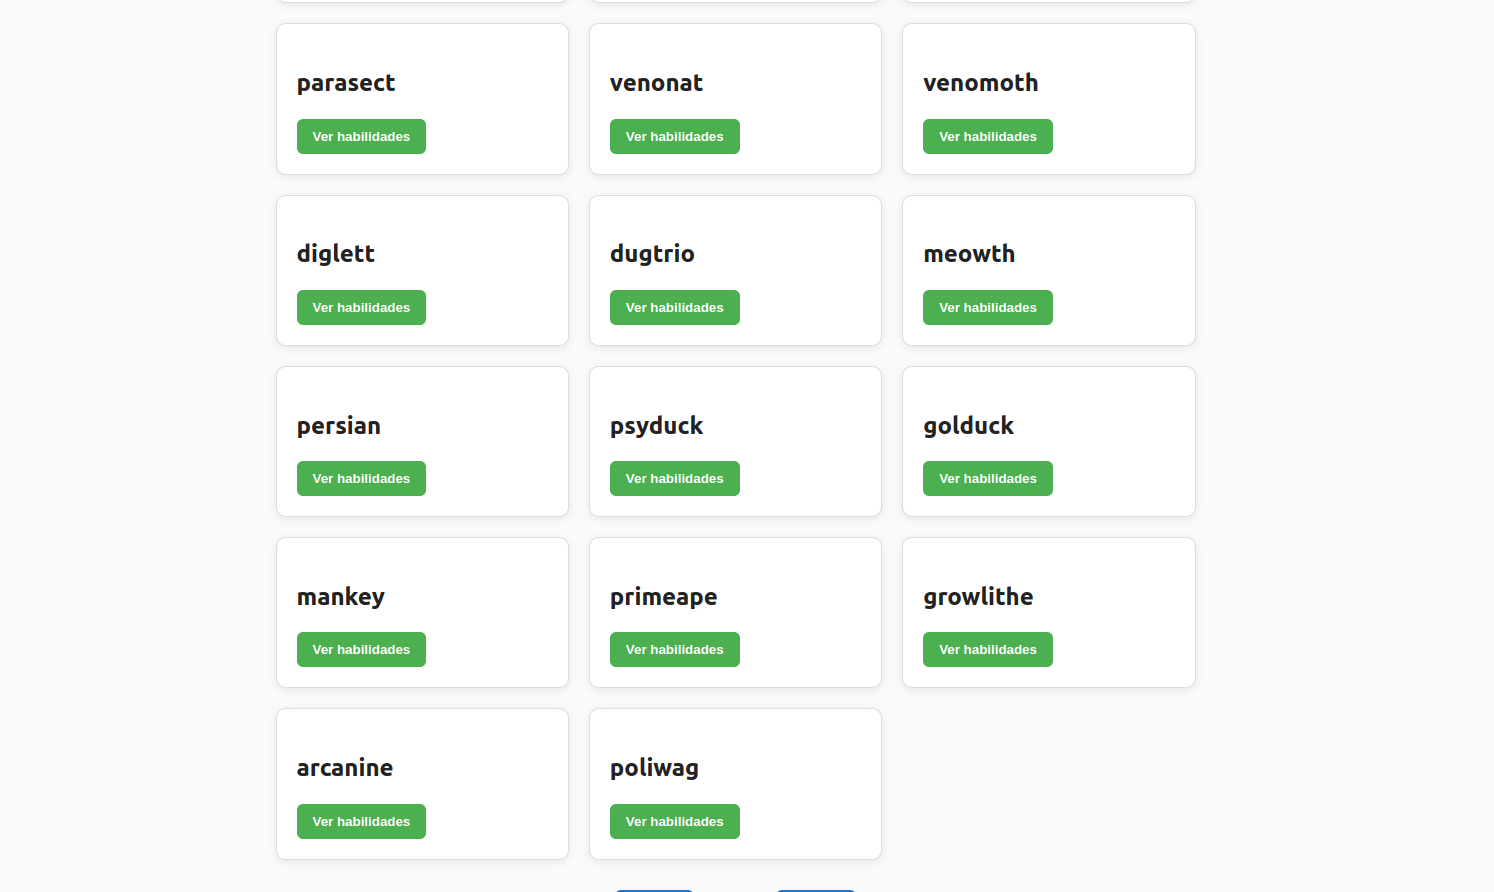 parasect
venonat
venomoth
Ver habilidades
Ver habilidades
Ver habilidades
diglett
dugtrio
meowth
Ver habilidades
Ver habilidades
Ver habilidades
persian
psyduck
golduck
Ver habilidades
Ver habilidades
Ver habilidades
mankey
primeape
growlithe
Ver habilidades
Ver habilidades
Ver habilidades
arcanine
poliwag
Ver habilidades
Ver habilidades